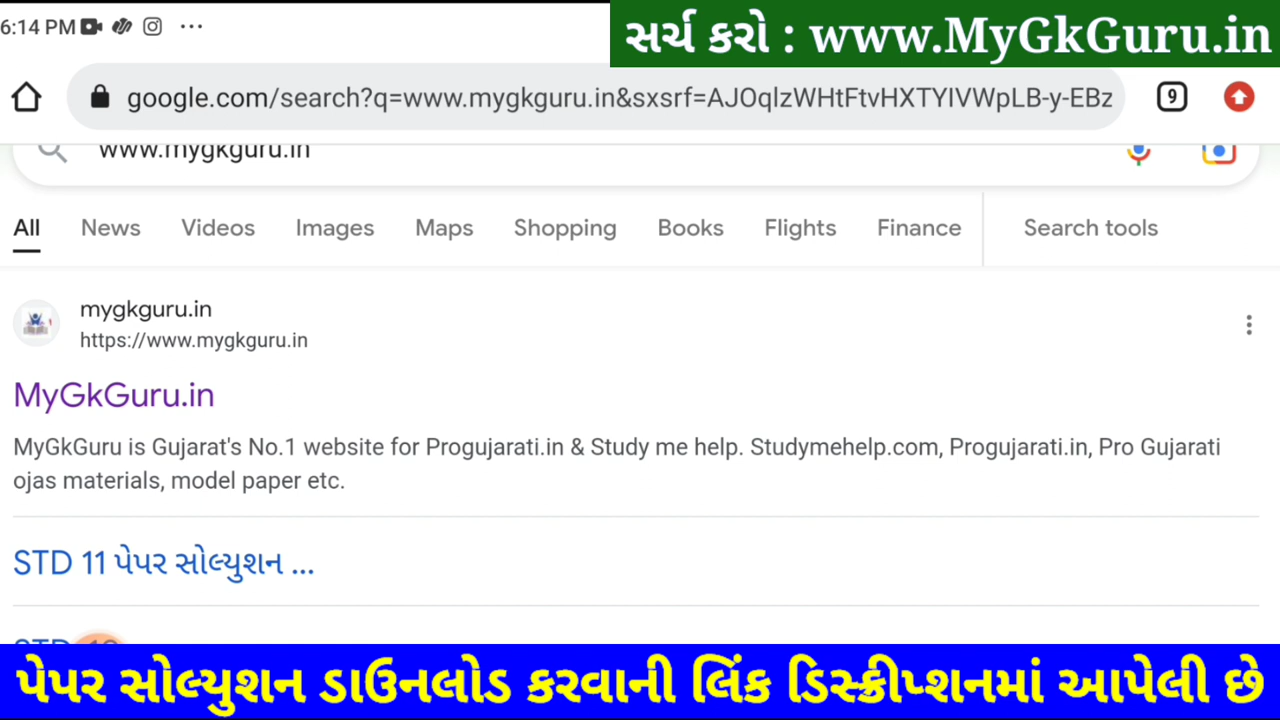 6:14 PM
સર્ચ કરો : www.MyGkGuru.in
google.com/search?q=www.mygkguru.in&sxsrf=AJOqlzWHtFtvHXTYIVWpLB-y-EBz
9
www.mygkguru.in
All News Videos Images Maps Shopping Books Flights Finance Search tools
mygkguru.in
https://www.mygkguru.in
MyGkGuru.in
MyGkGuru is Gujarat's No.1 website for Progujarati.in & Study me help. Studymehelp.com, Progujarati.in, Pro Gujarati
ojas materials, model paper etc.
STD 11 પેપર સોલ્યુશન ...
પેપર સોલ્યુશન ડાઉનલોડ કરવાની લિંક ડિસ્ક્રીપ્શનમાં આપેલી છે